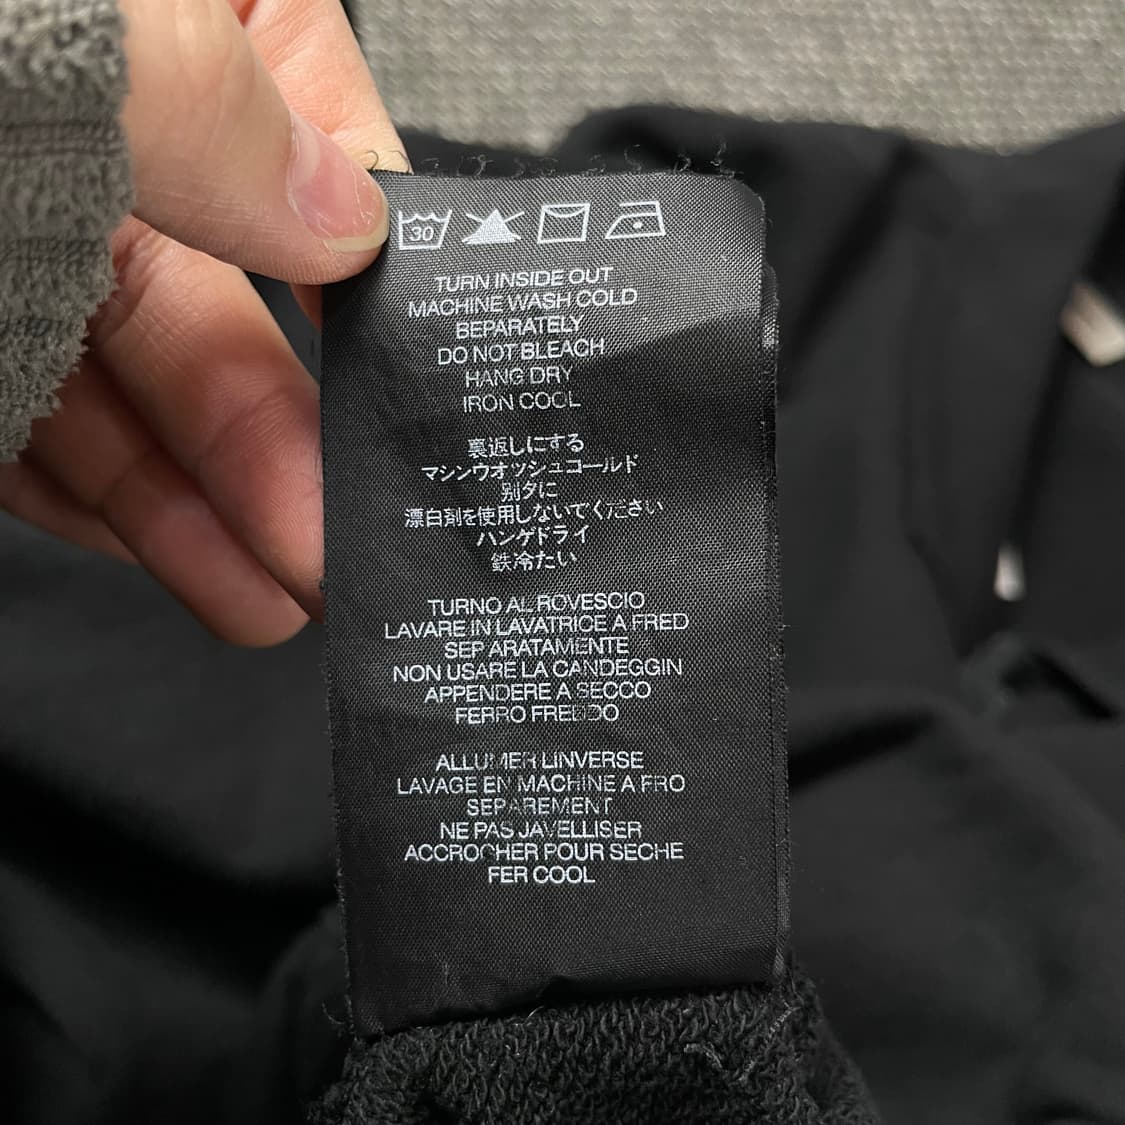 30
TURN INSIDE OUT
MACHINE WASH COLD
BEPARATELY
DO NOT BLEACH
HANG DRY
IRON COOL
裏返しにする
マシンウオッシュコールド
别タに
漂白剤を使用しないてください
ハンゲドライ
鉄冷たい
TURNO AL ROVESCIO
LAVARE IN LAVATRICE A FRED
SEP ARATAMENTE
NON USARE LA CANDEGGIN
APPENDERE A SECCO
FERRO FREDDO
ALLUMER LINVERSE
LAVAGE EN MACHINE A FRO
SEPAREMENT
NE PAS JAVELLISER
ACCROCHER POUR SECHE
FER COOL